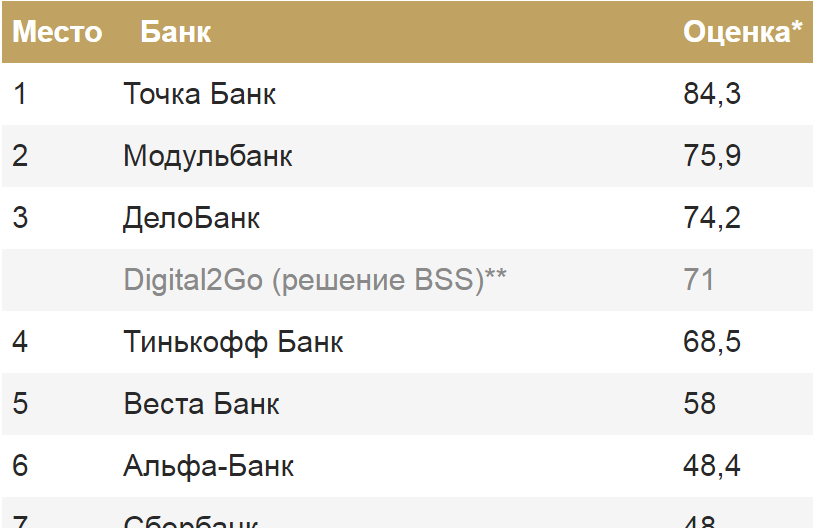 Место Банк Оценка*
1 Точка Банк 84,3
2 Модульбанк 75,9
3 ДелоБанк 74,2
Digital2Go (решение BSS)** 71
4 Тинькофф Банк 68,5
5 Веста Банк 58
6 Альфа-Банк 48,4
7 Сбербанк 48